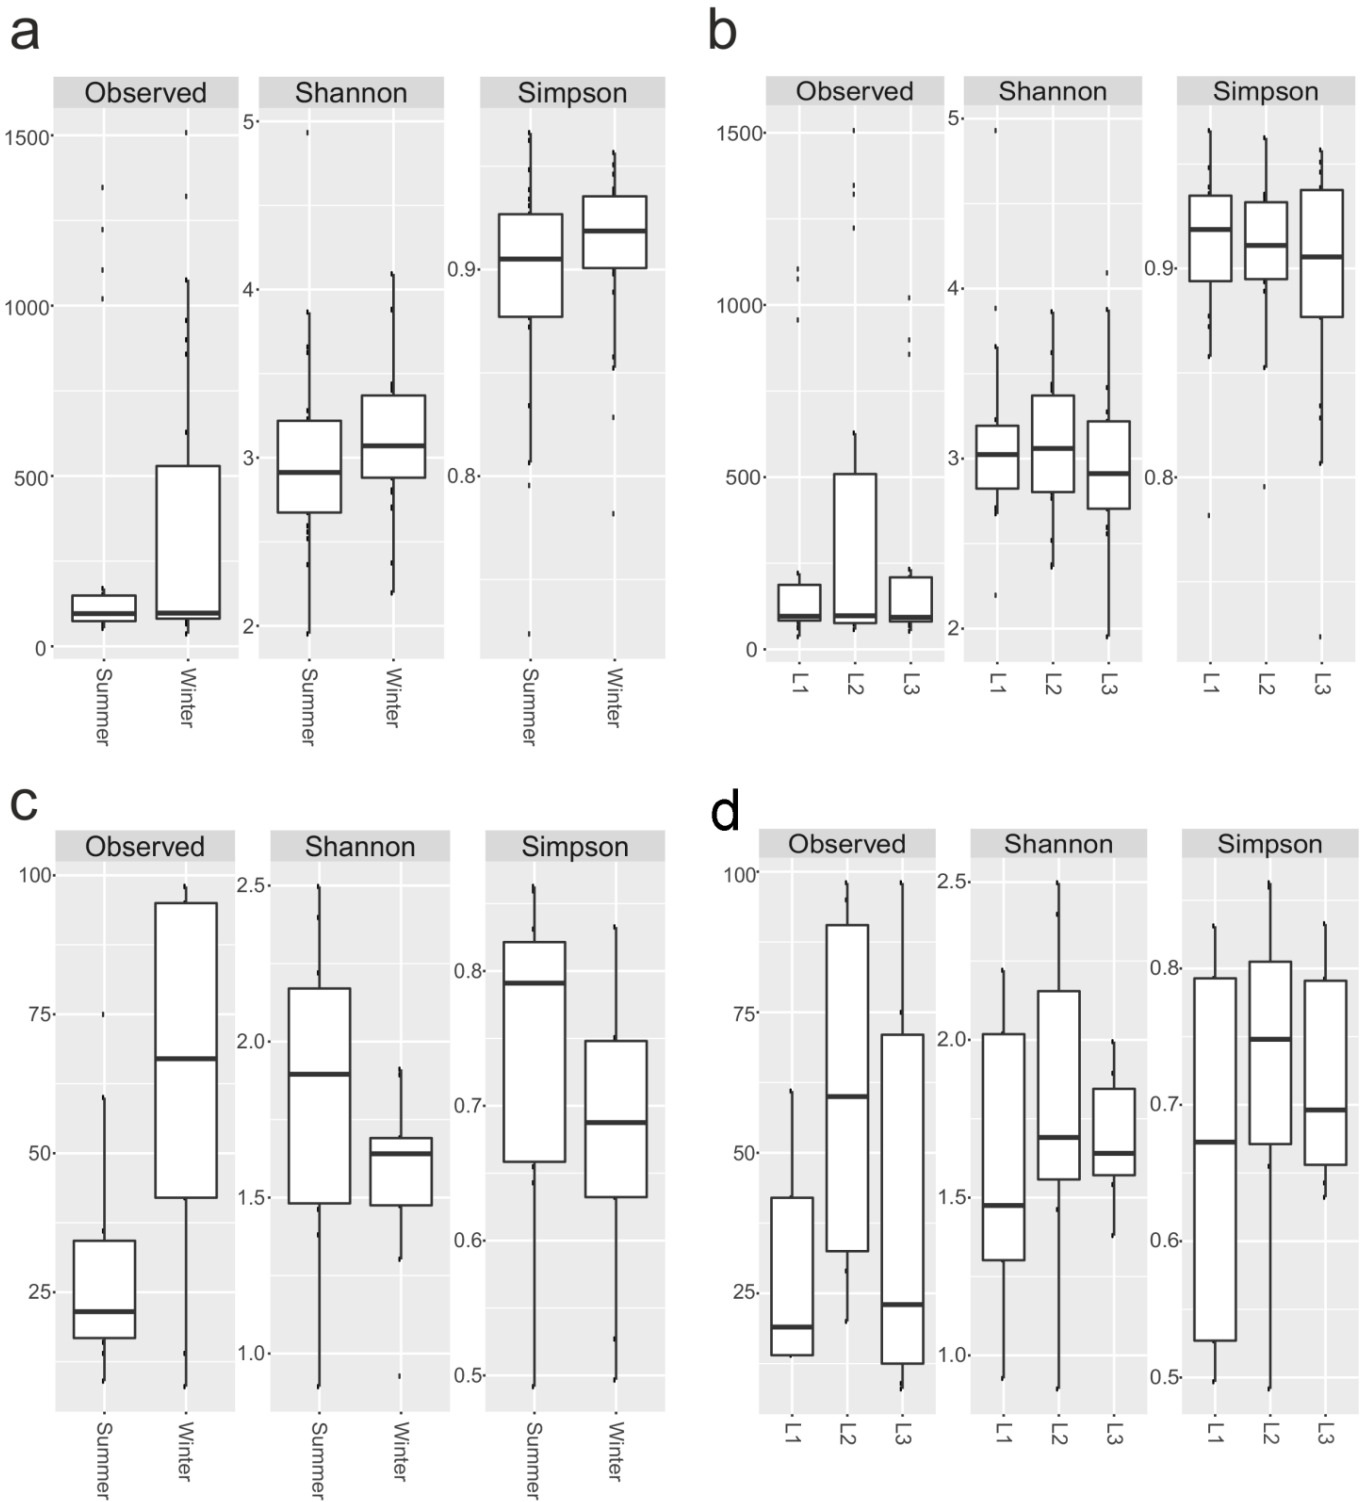 a
Observed
Shannon
Simpson
1500
1000
500
0
5
4
3
2
0.9
0.8
Summer
Winter
Summer
Winter
Summer
Winter
b
Observed
Shannon
Simpson
1500
1000
500
0
5
4
3
2
0.9
0.8
L1
L2
L3
L1
L2
L3
L1
L2
L3
c
Observed
Shannon
Simpson
100
75
50
25
2.5
2.0
1.5
1.0
0.8
0.7
0.6
0.5
Summer
Winter
Summer
Winter
Summer
Winter
d
Observed
Shannon
Simpson
100
75
50
25
2.5
2.0
1.5
1.0
0.8
0.7
0.6
0.5
L1
L2
L3
L1
L2
L3
L1
L2
L3